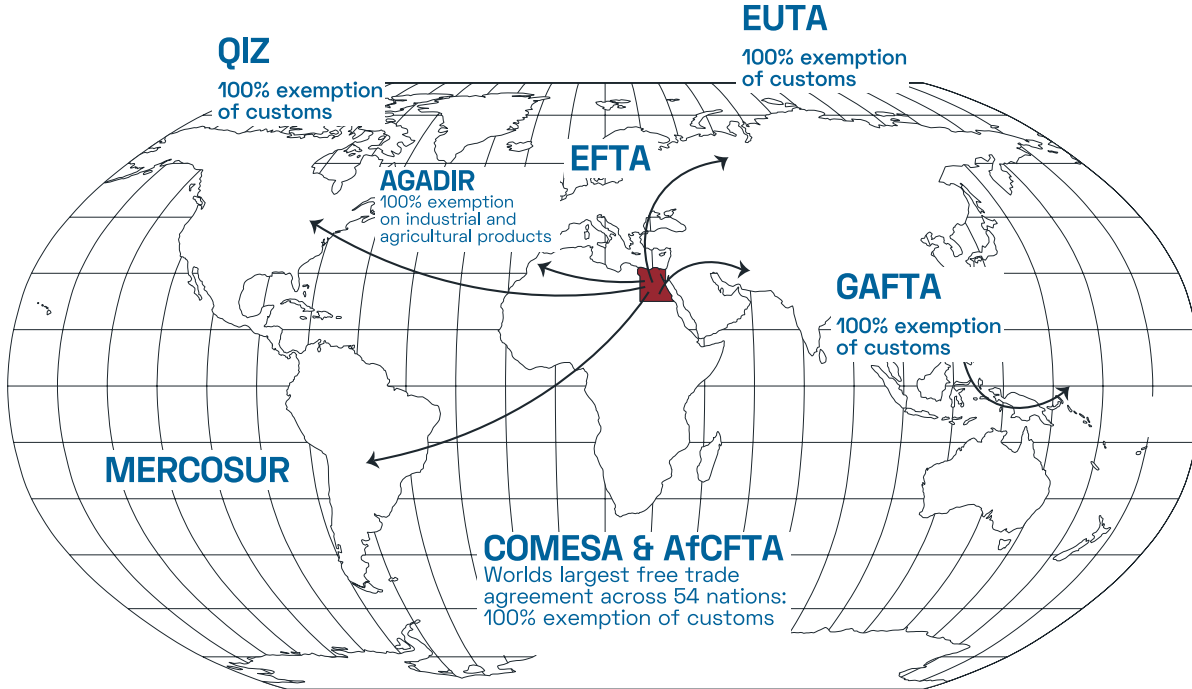 QIZ
100% exemption
of customs
EUTA
100% exemption
of customs
EFTA
AGADIR
100% exemption
on industrial and
agricultural products
GAFTA
100% exemption
of customs
MERCOSUR
COMESA & AfCFTA
Worlds largest free trade
agreement across 54 nations:
100% exemption of customs